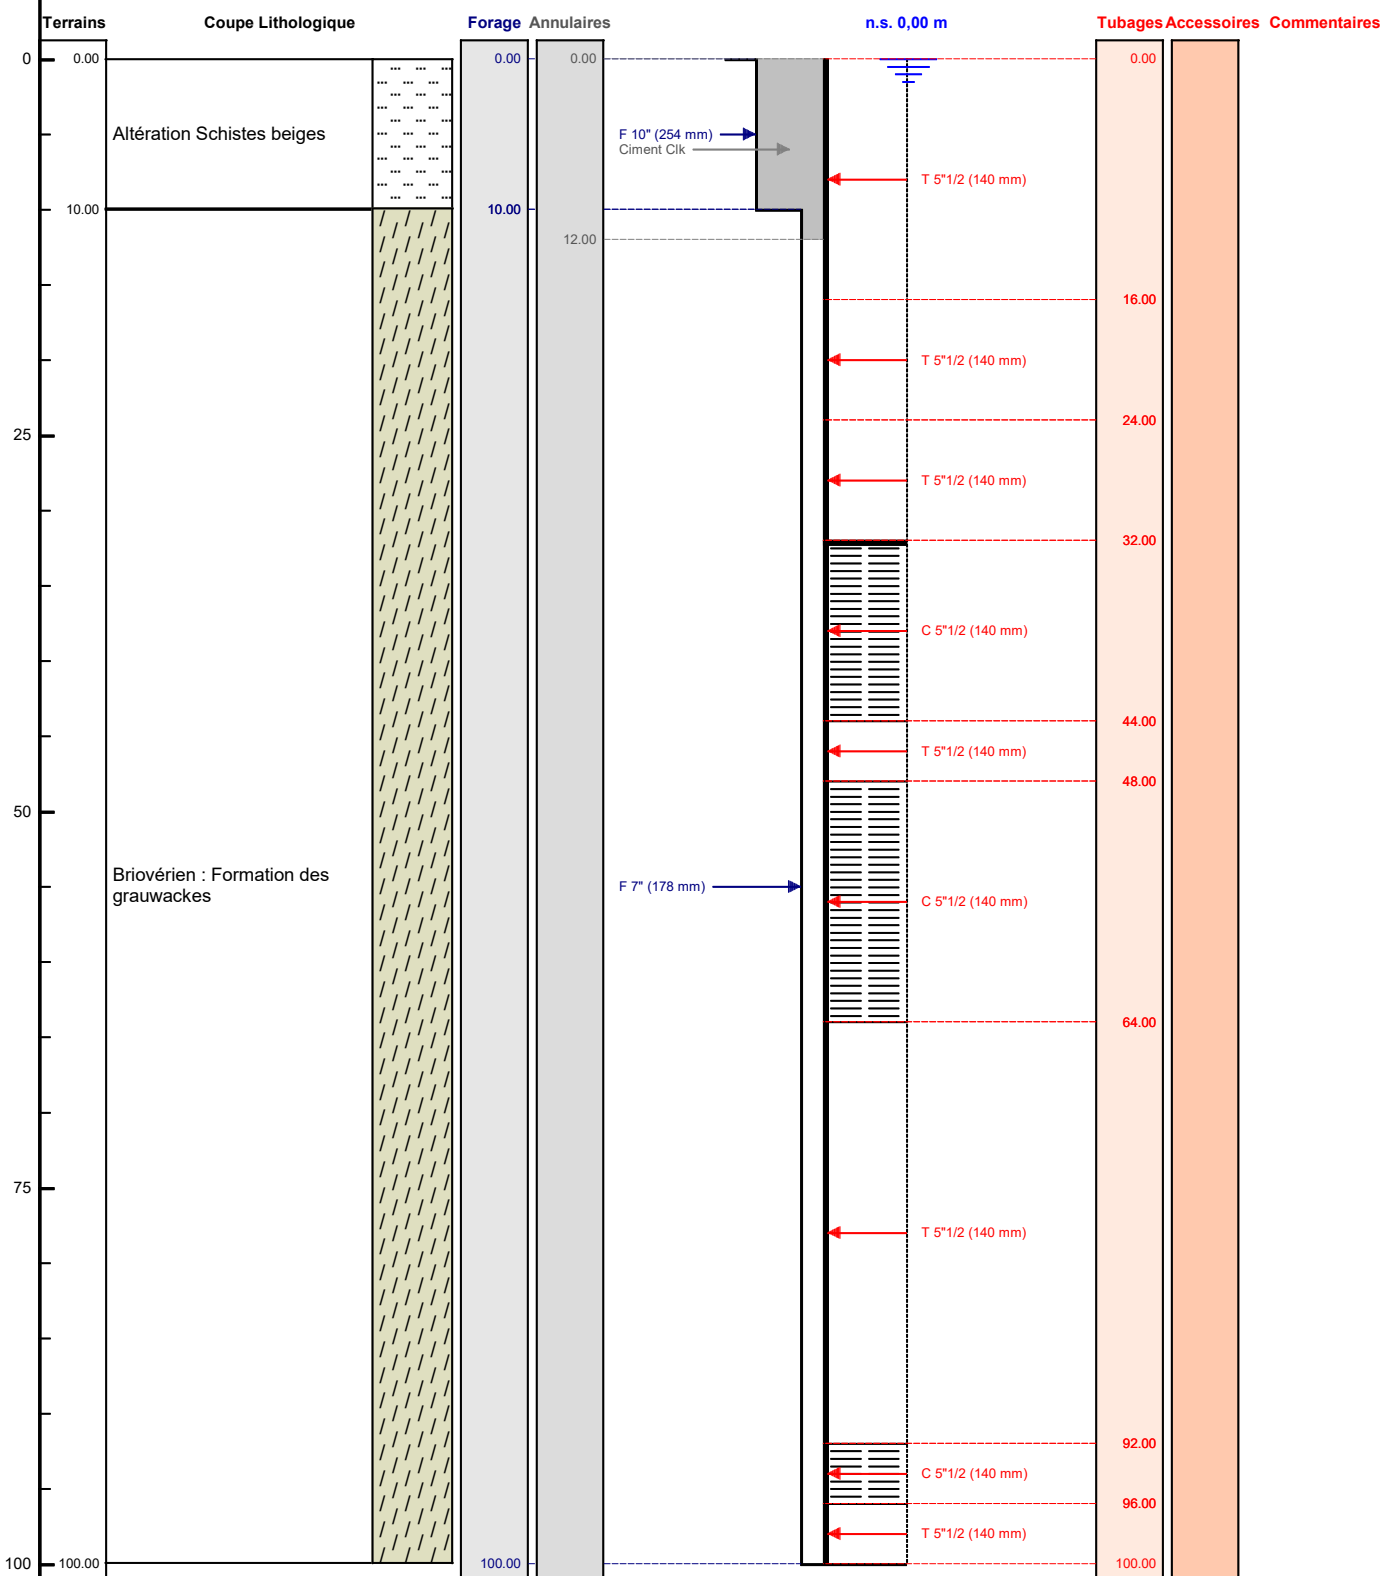 Terrains Coupe Lithologique Forage Annulaires n.s. 0,00 m Tubages Accessoires Commentaires
0 0.00 0.00 0.00 0.00
Altération Schistes beiges
F 10" (254 mm)
Ciment Clk
T 5"1/2 (140 mm)
10.00 10.00
12.00
16.00
T 5"1/2 (140 mm)
24.00
25
T 5"1/2 (140 mm)
32.00
C 5"1/2 (140 mm)
44.00
T 5"1/2 (140 mm)
48.00
50
Briovérien : Formation des
grauwackes
F 7" (178 mm)
C 5"1/2 (140 mm)
64.00
75
T 5"1/2 (140 mm)
92.00
C 5"1/2 (140 mm)
96.00
T 5"1/2 (140 mm)
100 100.00 100.00 100.00